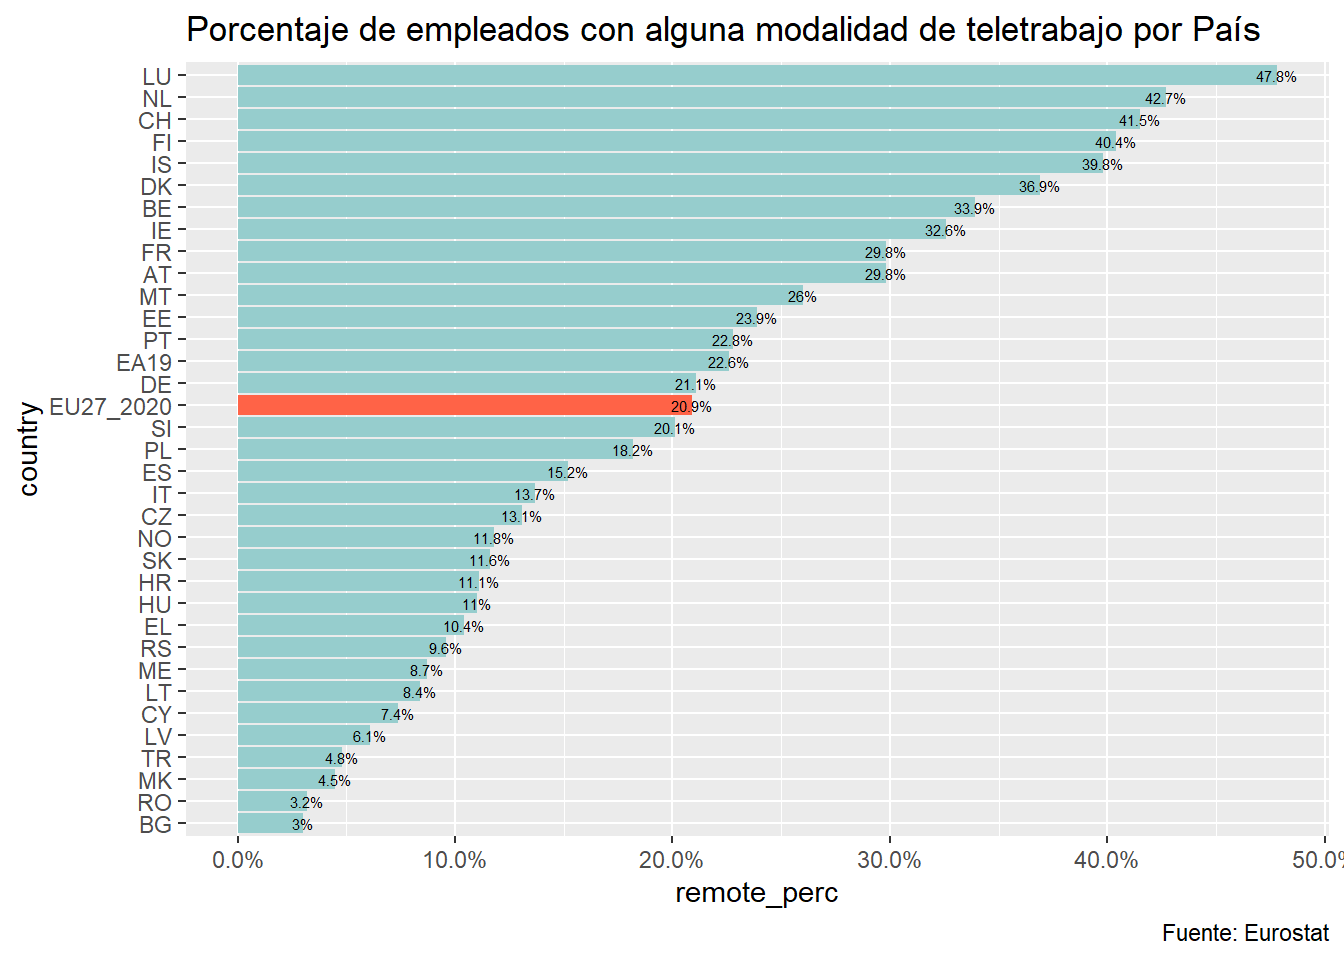 Porcentaje de empleados con alguna modalidad de teletrabajo por País
LU 47.8%
NL 42.7%
CH 41.5%
FI 40.4%
IS 39.8%
DK 36.9%
BE 33.9%
IE 32.6%
FR 29.8%
AT 29.8%
MT 26%
EE 23.9%
PT 22.8%
EA19 22.6%
DE 21.1%
EU27_2020 20.9%
SI 20.1%
PL 18.2%
ES 15.2%
IT 13.7%
CZ 13.1%
NO 11.8%
SK 11.6%
HR 11.1%
HU 11%
EL 10.4%
RS 9.6%
ME 8.7%
LT 8.4%
CY 7.4%
LV 6.1%
TR 4.8%
MK 4.5%
RO 3.2%
BG 3%
country
0.0% 10.0% 20.0% 30.0% 40.0% 50.0%
remote_perc
Fuente: Eurostat